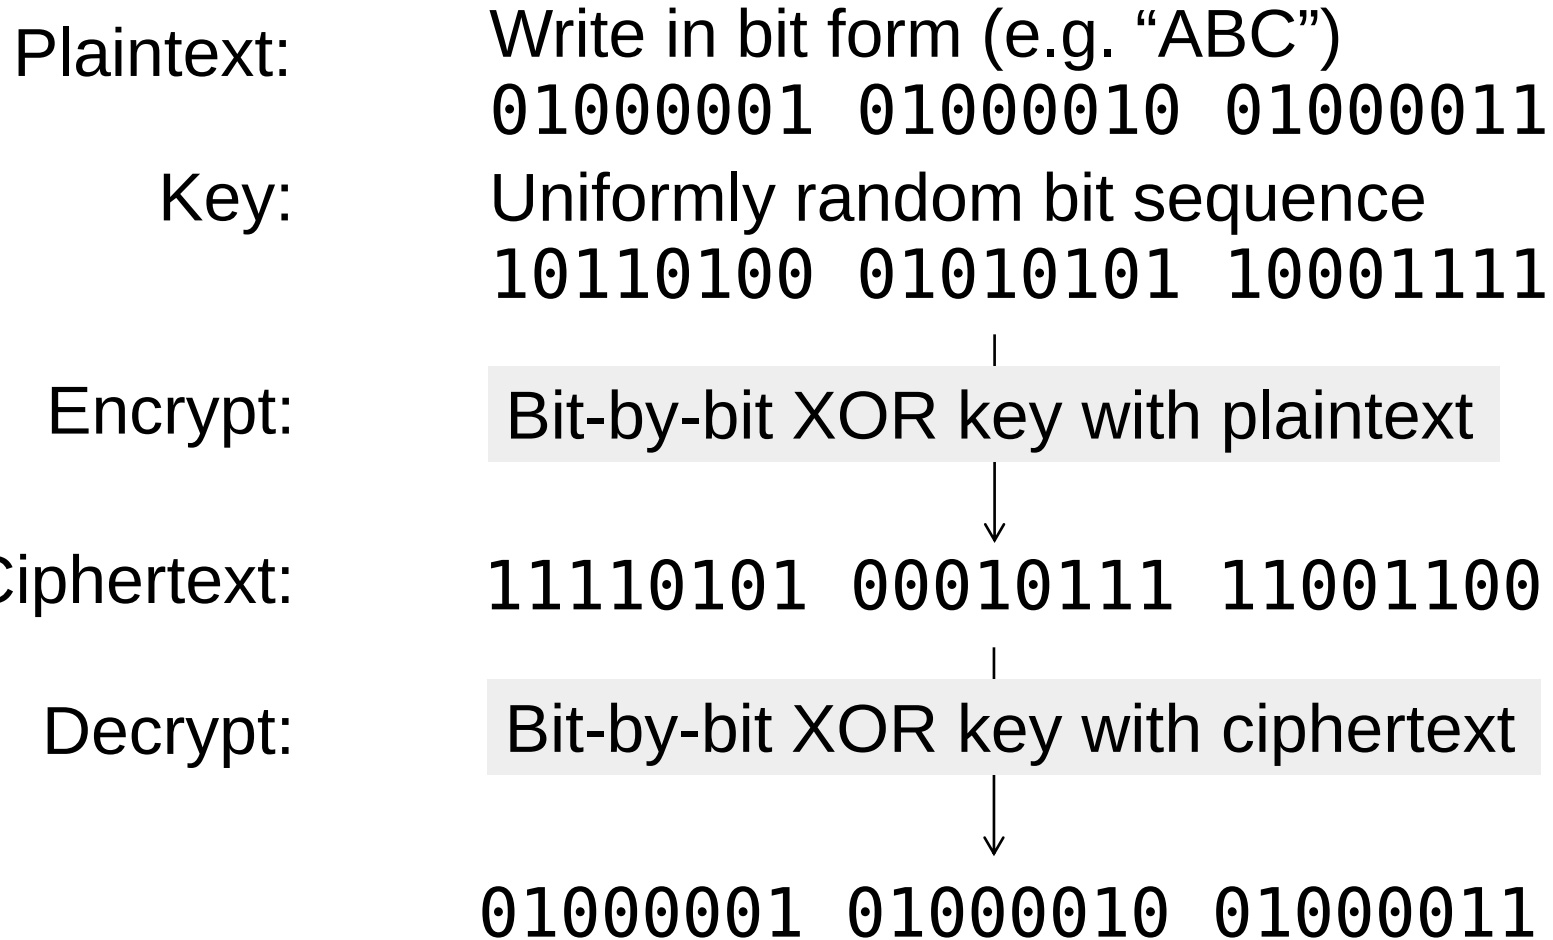 Plaintext: Write in bit form (e.g. “ABC”)
01000001 01000010 01000011
Key: Uniformly random bit sequence
10110100 01010101 10001111
Encrypt: Bit-by-bit XOR key with plaintext
Ciphertext: 11110101 00010111 11001100
Decrypt: Bit-by-bit XOR key with ciphertext
01000001 01000010 01000011